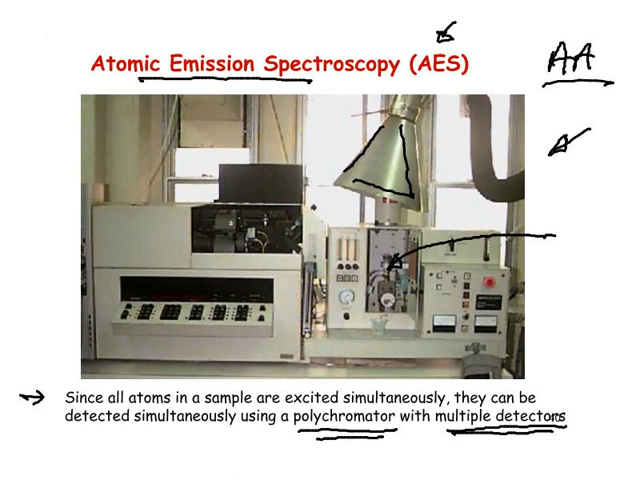 Atomic Emission Spectroscopy (AES)
AA
Since all atoms in a sample are excited simultaneously, they can be
detected simultaneously using a polychromator with multiple detectors